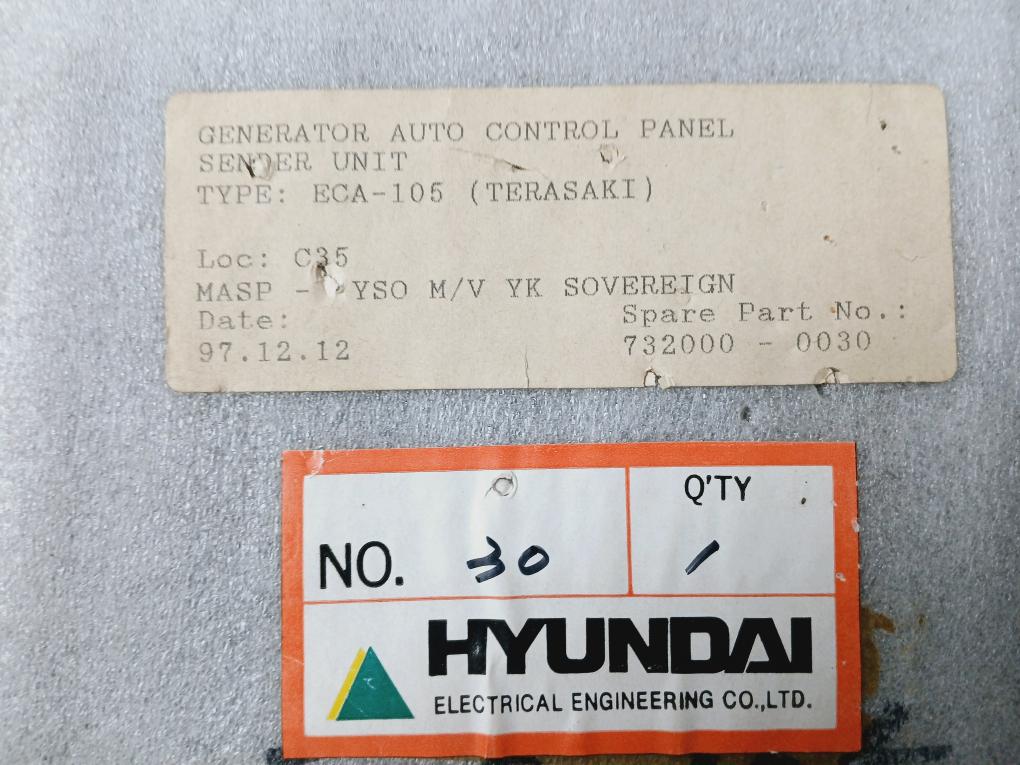 GENERATOR AUTO CONTROL PANEL
SENDER UNIT
TYPE: ECA-105 (TERASAKI)
Loc: C35
MASP - YSO M/V YK SOVEREIGN
Date:
Spare Part No.:
97.12.12
732000 - 0030
Q'TY
NO. 30
1
HYUNDAI
ELECTRICAL ENGINEERING CO.,LTD.